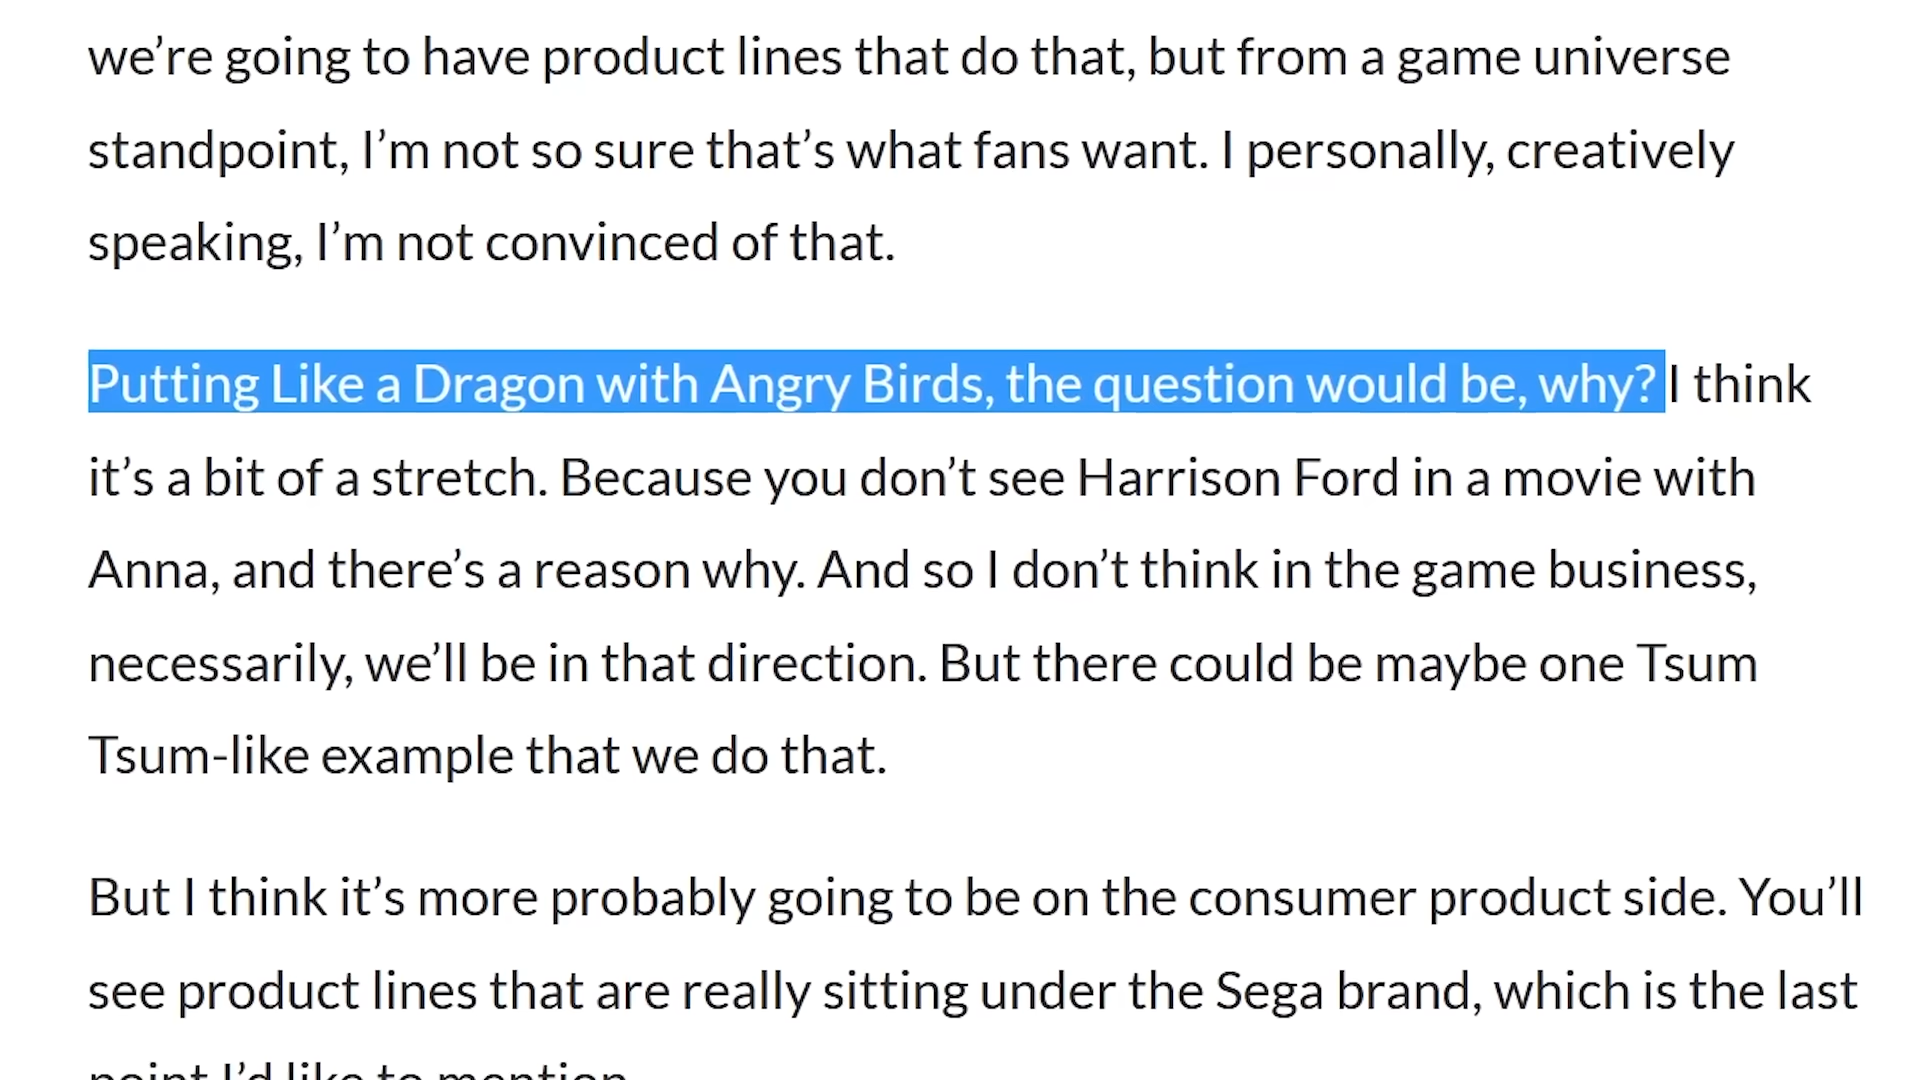 we’re going to have product lines that do that, but from a game universe
standpoint, I’m not so sure that’s what fans want. I personally, creatively
speaking, I’m not convinced of that.
Putting Like a Dragon with Angry Birds, the question would be, why? I think
it’s a bit of a stretch. Because you don’t see Harrison Ford in a movie with
Anna, and there’s a reason why. And so I don’t think in the game business,
necessarily, we’ll be in that direction. But there could be maybe one Tsum
Tsum-like example that we do that.
But I think it’s more probably going to be on the consumer product side. You’ll
see product lines that are really sitting under the Sega brand, which is the last
point I’d like to mention